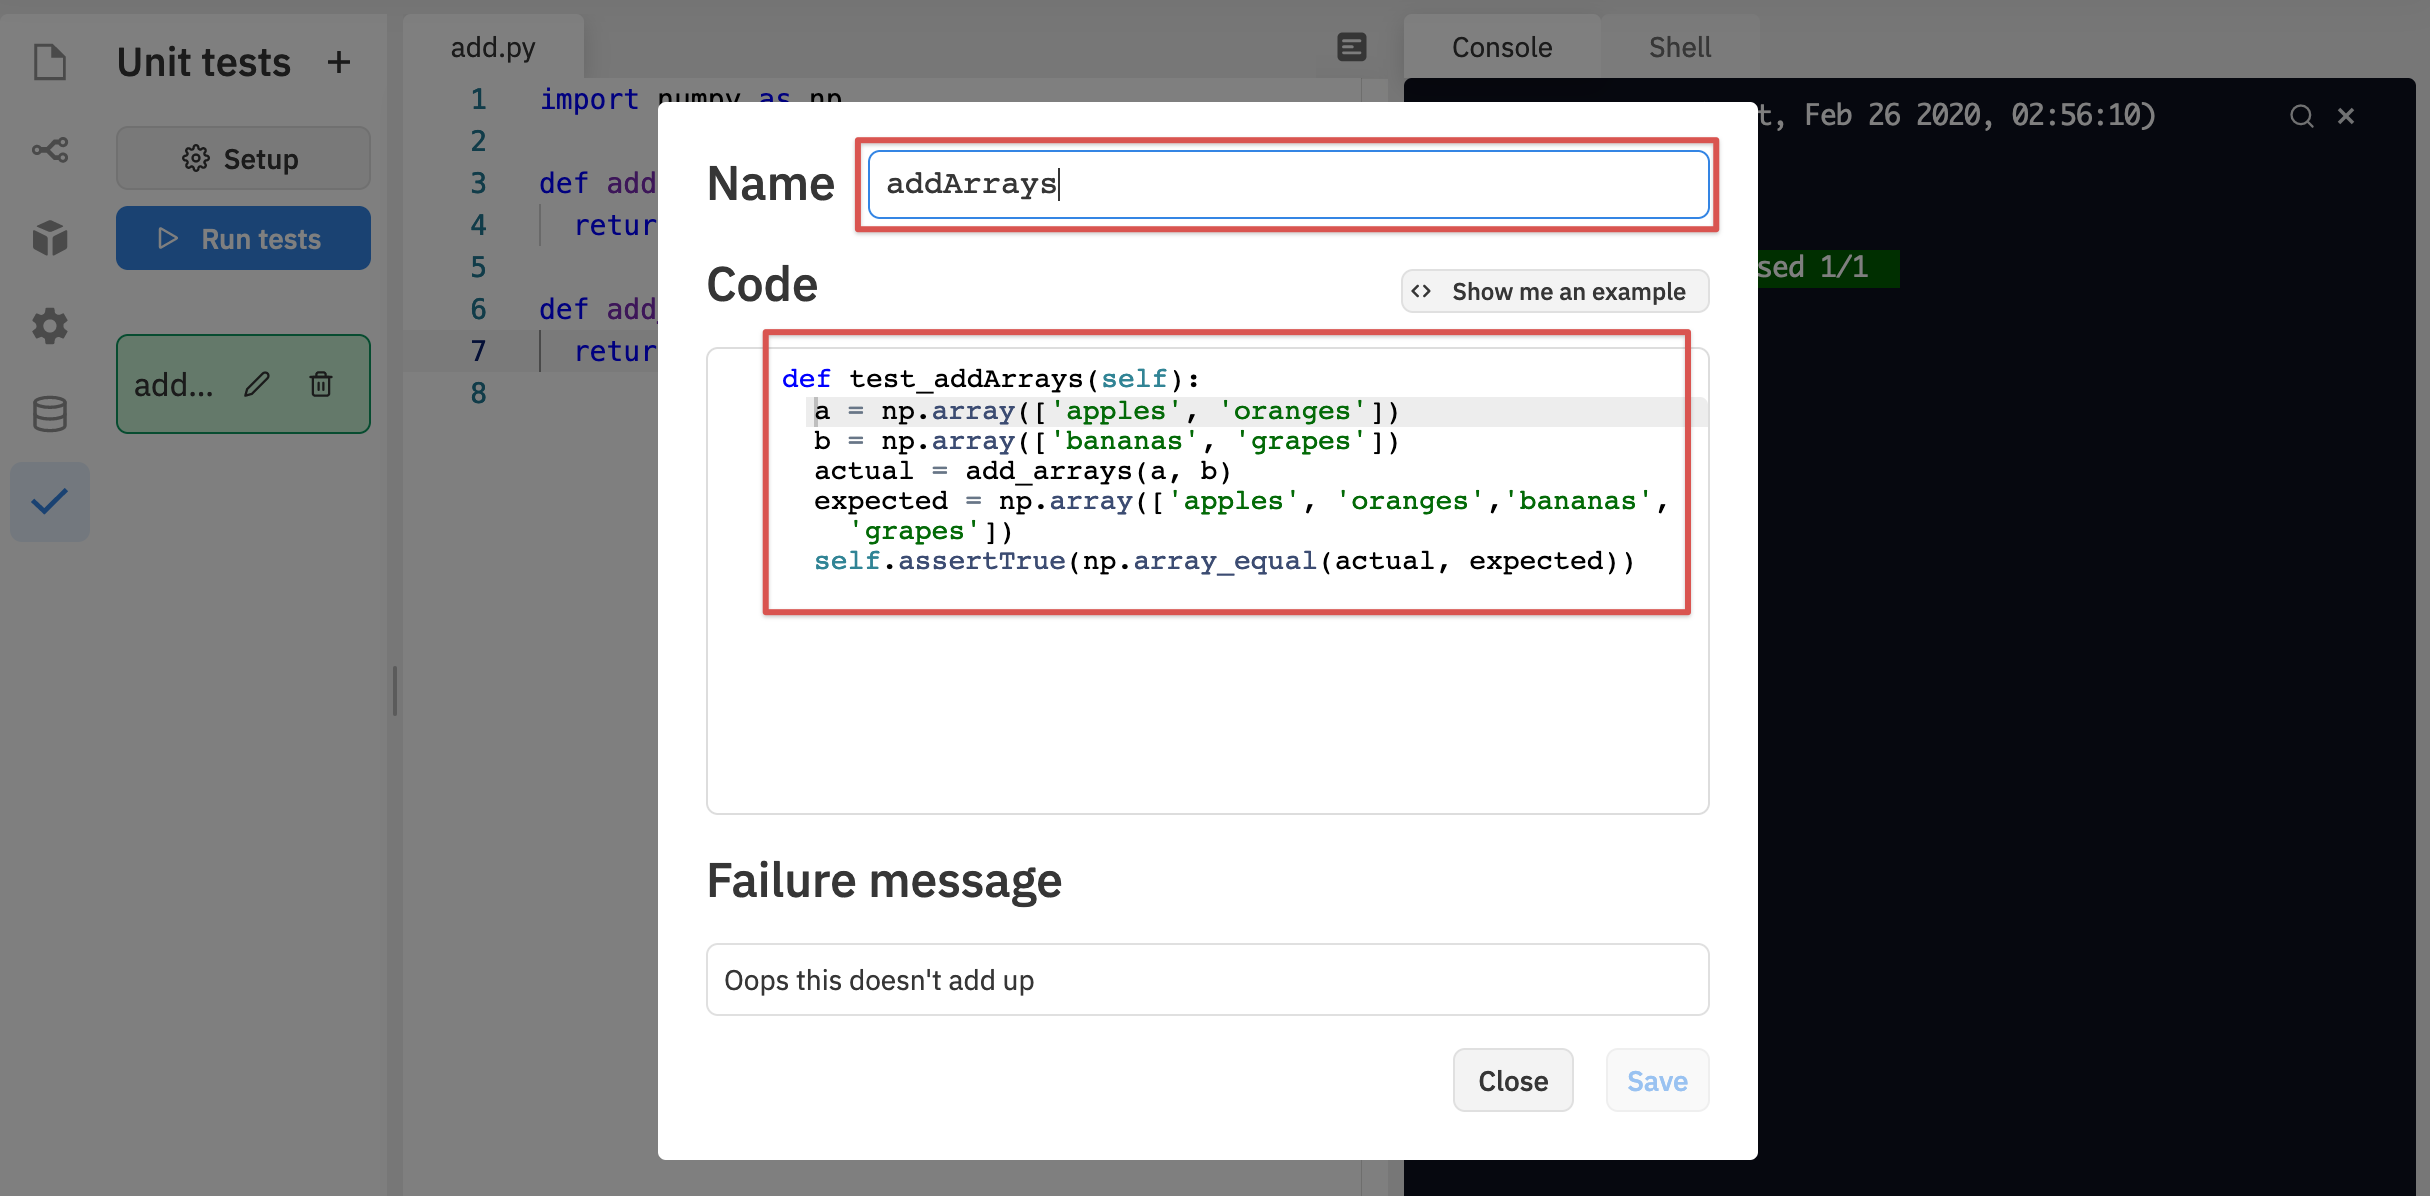 Unit tests +
Setup
Run tests
add...
add.py
1 import numpy as np
2
3 def add
4 retur
5
6 def add_
7 retur
8
Console
Shell
t, Feb 26 2020, 02:56:10)
sed 1/1
Name
addArrays
Code
<> Show me an example
def test_addArrays(self):
a = np.array(['apples', 'oranges'])
b = np.array(['bananas', 'grapes'])
actual = add_arrays(a, b)
expected = np.array(['apples', 'oranges','bananas',
'grapes'])
self.assertTrue(np.array_equal(actual, expected))
Failure message
Oops this doesn't add up
Close
Save